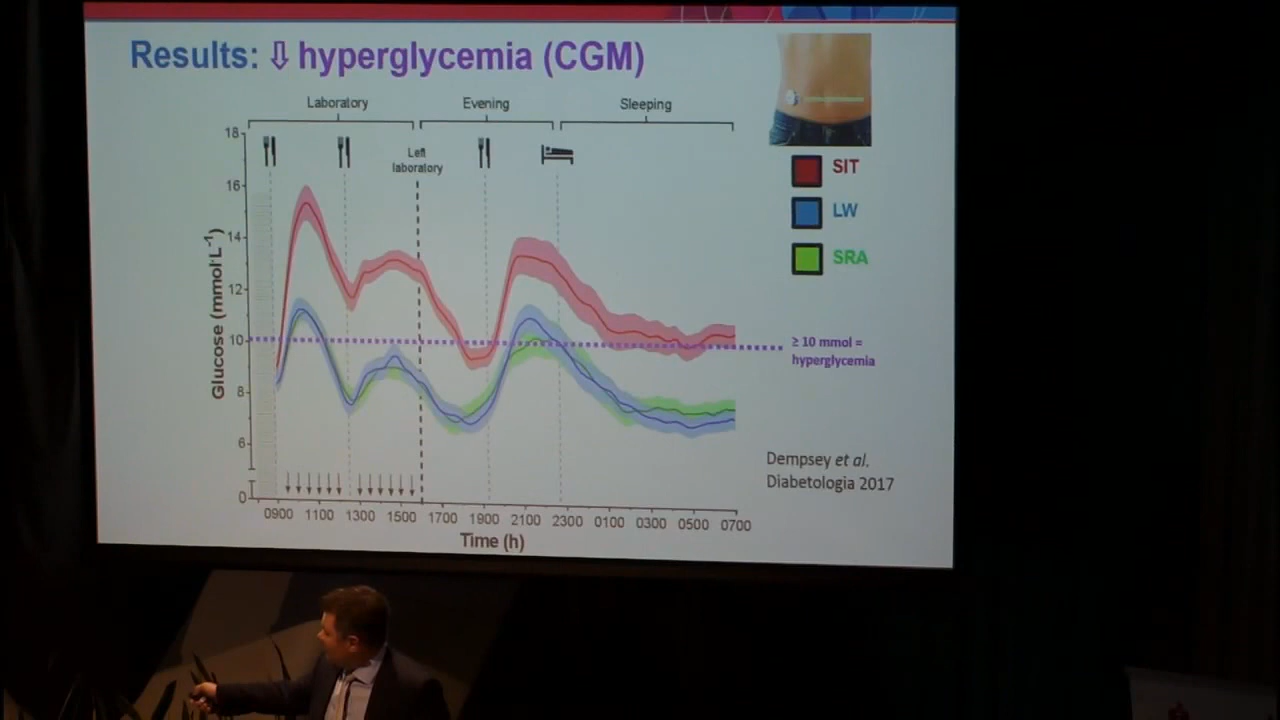 Results: ⇩ hyperglycemia (CGM)
Laboratory
Evening
Sleeping
Left
laboratory
18
16
14
12
10
8
6
0
Glucose (mmol·L-1)
0900 1100 1300 1500 1700 1900 2100 2300 0100 0300 0500 0700
Time (h)
SIT
LW
SRA
≥ 10 mmol =
hyperglycemia
Dempsey et al.
Diabetologia 2017